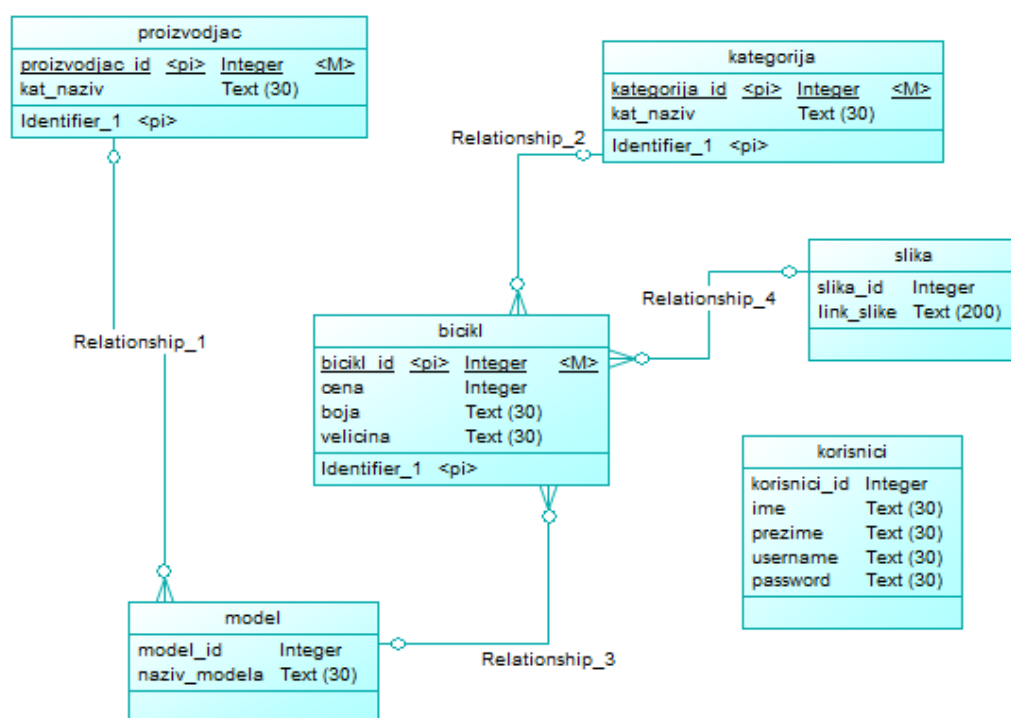 proizvodjac
proizvodjac_id <pi> Integer <M>
kat_naziv Text (30)
Identifier_1 <pi>
kategorija
kategorija_id <pi> Integer <M>
kat_naziv Text (30)
Identifier_1 <pi>
Relationship_2
slika
slika_id Integer
link_slike Text (200)
Relationship_4
Relationship_1
bicikl
bicikl_id <pi> Integer <M>
cena Integer
boja Text (30)
velicina Text (30)
Identifier_1 <pi>
korisnici
korisnici_id Integer
ime Text (30)
prezime Text (30)
username Text (30)
password Text (30)
model
model_id Integer
naziv_modela Text (30)
Relationship_3